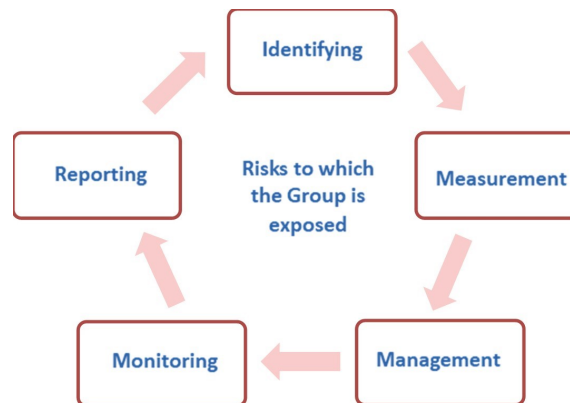 Identifying
Measurement
Management
Monitoring
Reporting
Risks to which
the Group is
exposed